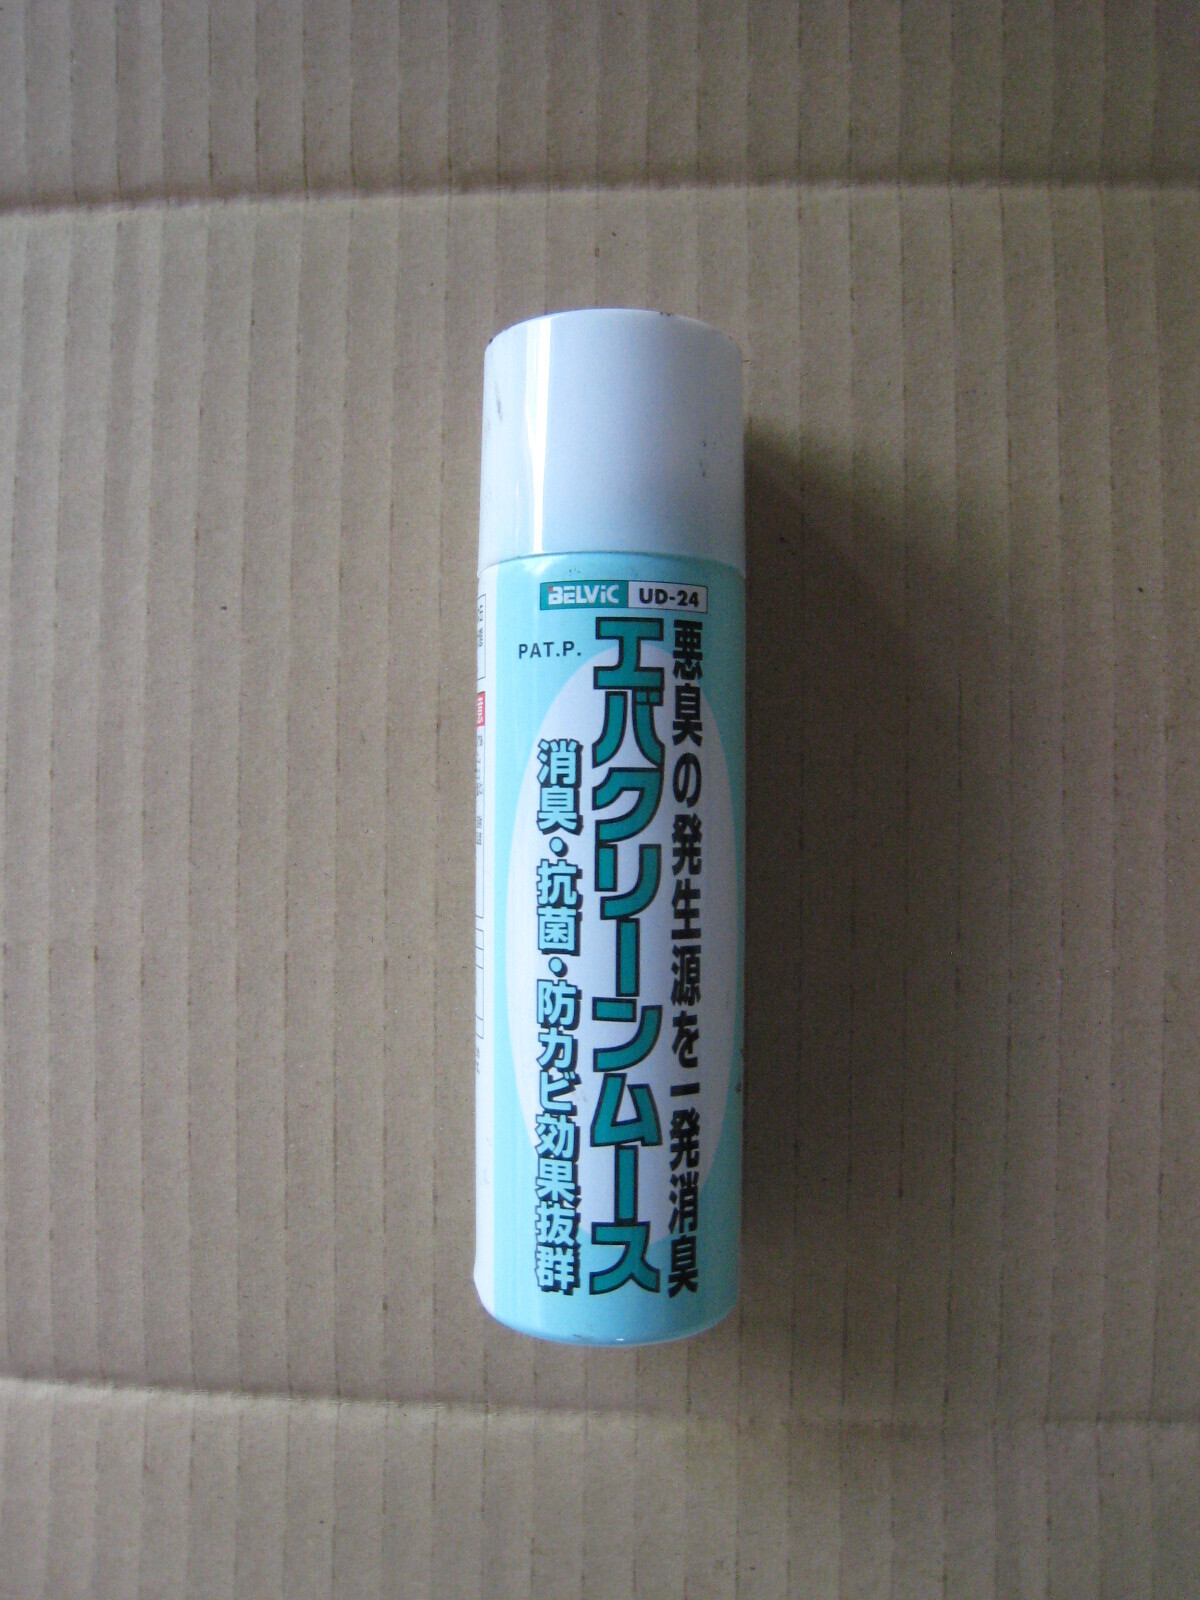 BELViC UD-24
PAT.P.
悪臭の発生源を一発消臭
エバクリーンムース
消臭・抗菌・防カビ効果抜群